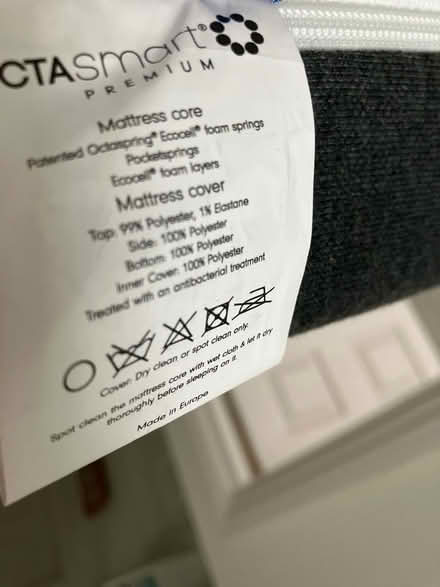 CTASmart®
PREMIUM
Mattress core
Patented Octaspring® Ecocell® foam springs
Pocketsprings
Ecocell® foam layers
Mattress cover
Top: 99% Polyester, 1% Elastane
Side: 100% Polyester
Bottom: 100% Polyester
Inner Cover: 100% Polyester
Treated with an antibacterial treatment
Cover: Dry clean or spot clean only.
Spot clean the mattress core with wet cloth & let it dry
thoroughly before sleeping on it.
Made in Europe